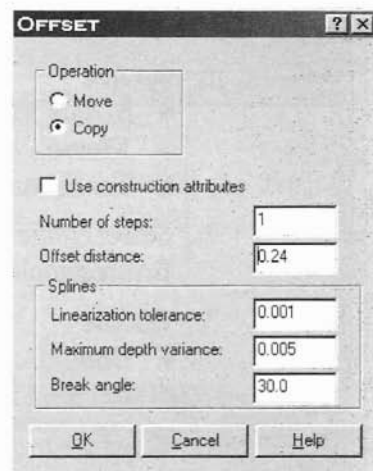 OFFSET
Operation
Move
Copy
Use construction attributes
Number of steps: 1
Offset distance: 0.24
Splines
Linearization tolerance: 0.001
Maximum depth variance: 0.005
Break angle: 30.0
OK Cancel Help